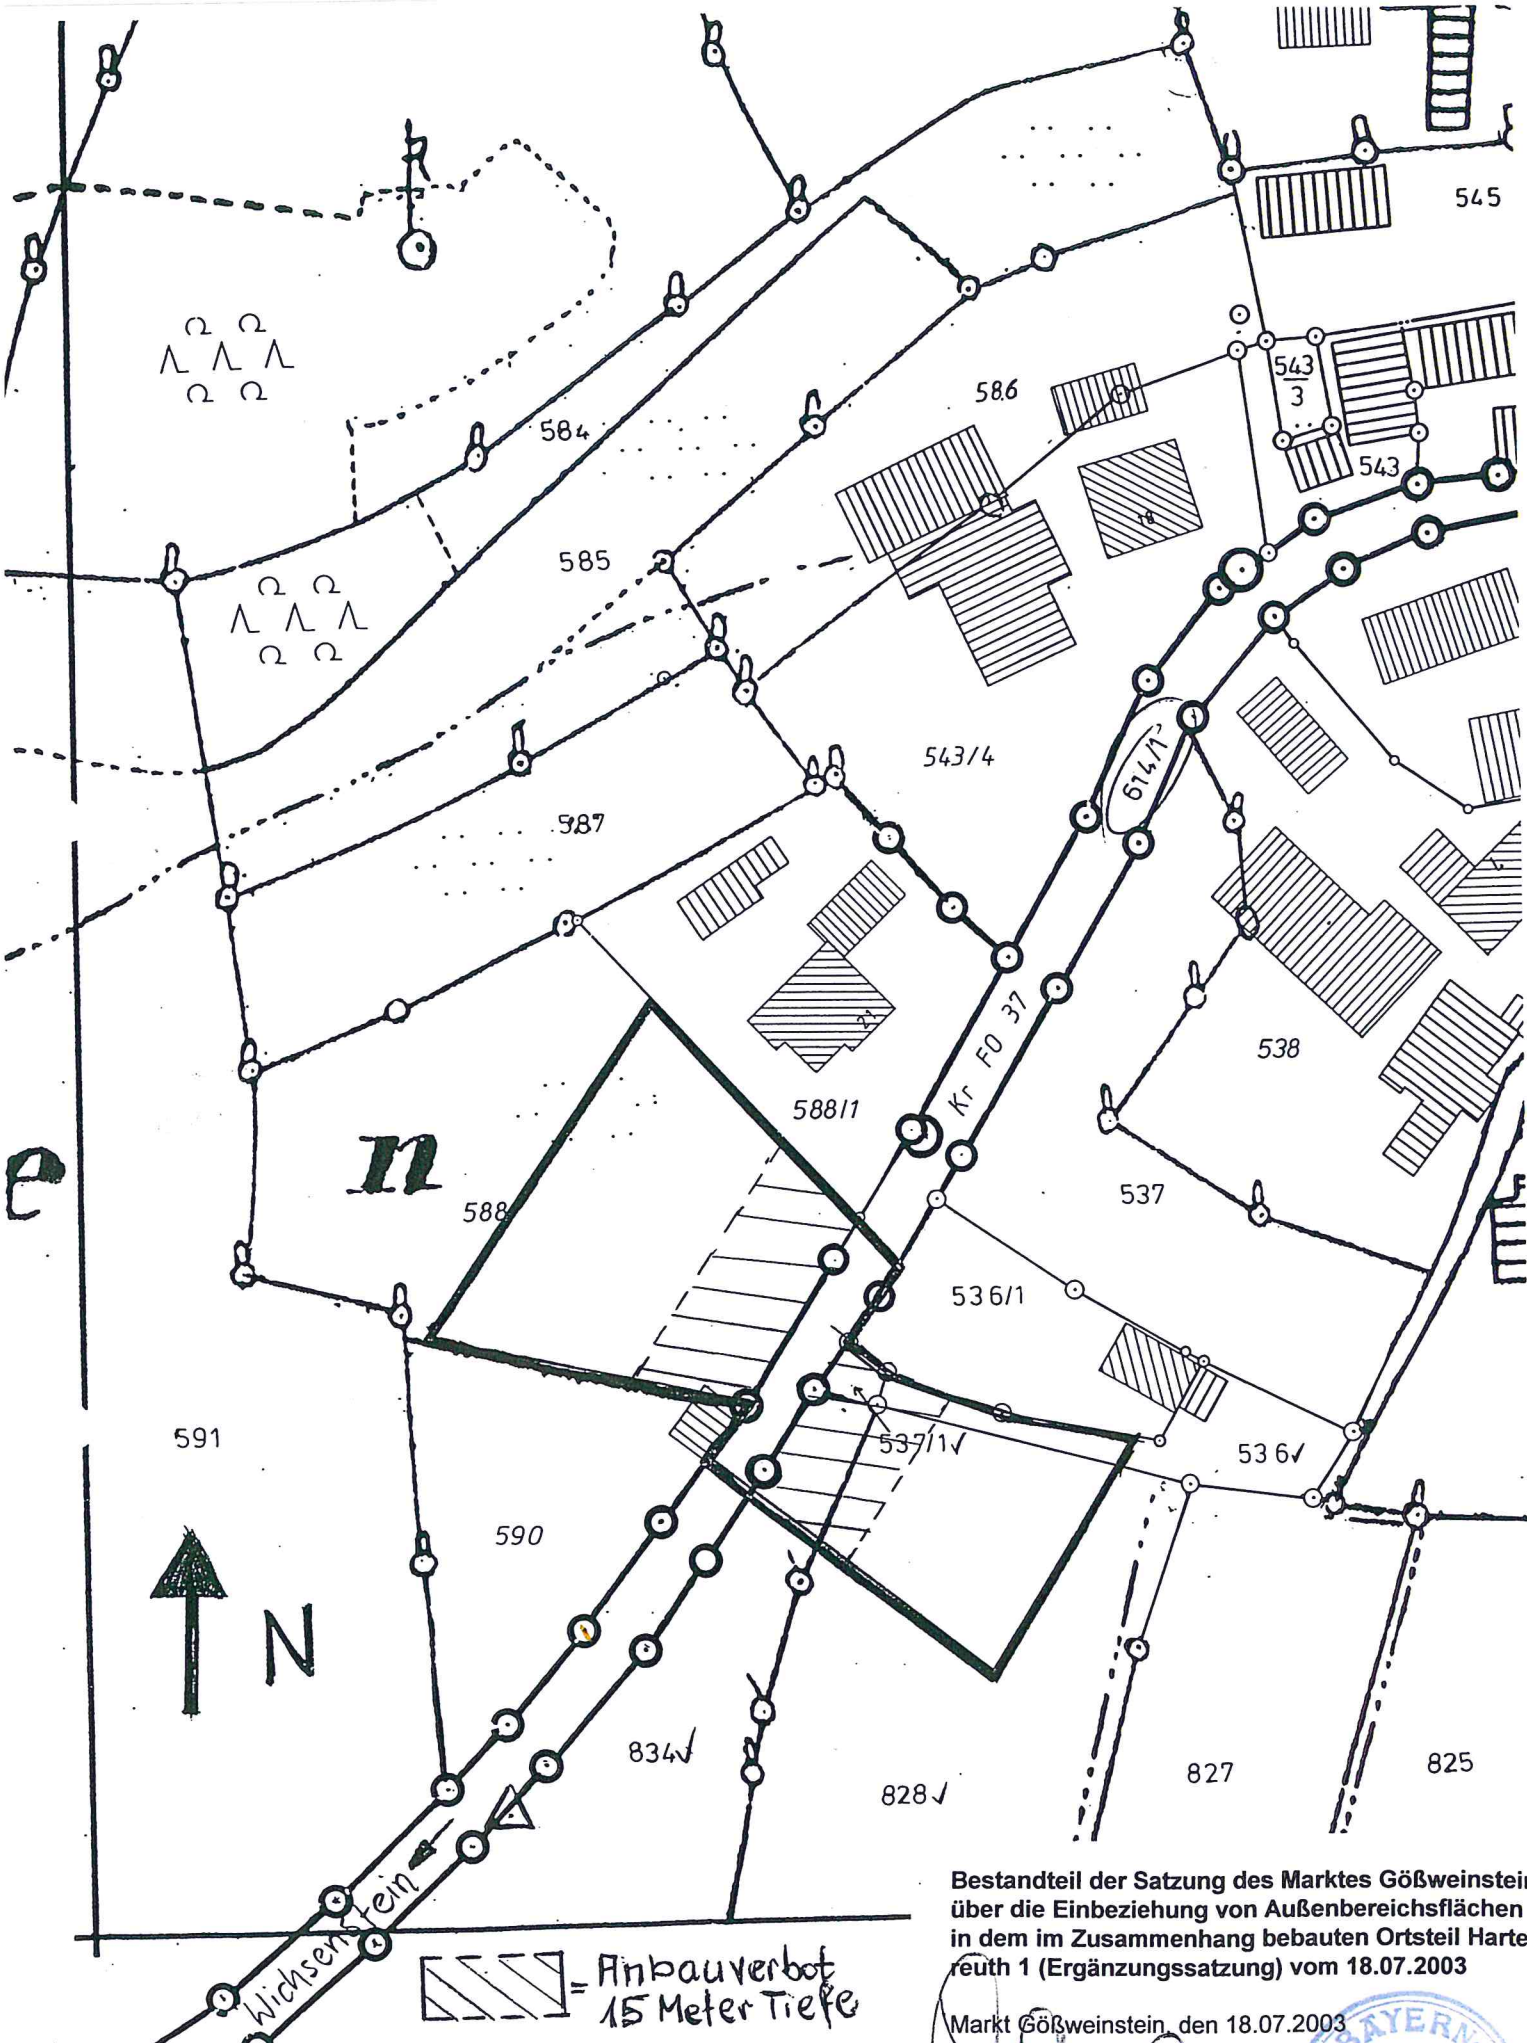 545
586
543
3
584
543
585
18
543/4
614/1
587
21
Kr FO 37
538
588/1
e n
588
537
536/1
591
537/1✓
536✓
590
N
834✓
828✓
827
825
Wichsenstein
= Anbauverbot
15 Meter Tiefe
Bestandteil der Satzung des Marktes Gößweinstein
über die Einbeziehung von Außenbereichsflächen
in dem im Zusammenhang bebauten Ortsteil Harte
reuth 1 (Ergänzungssatzung) vom 18.07.2003
Markt Gößweinstein, den 18.07.2003
BAYERN